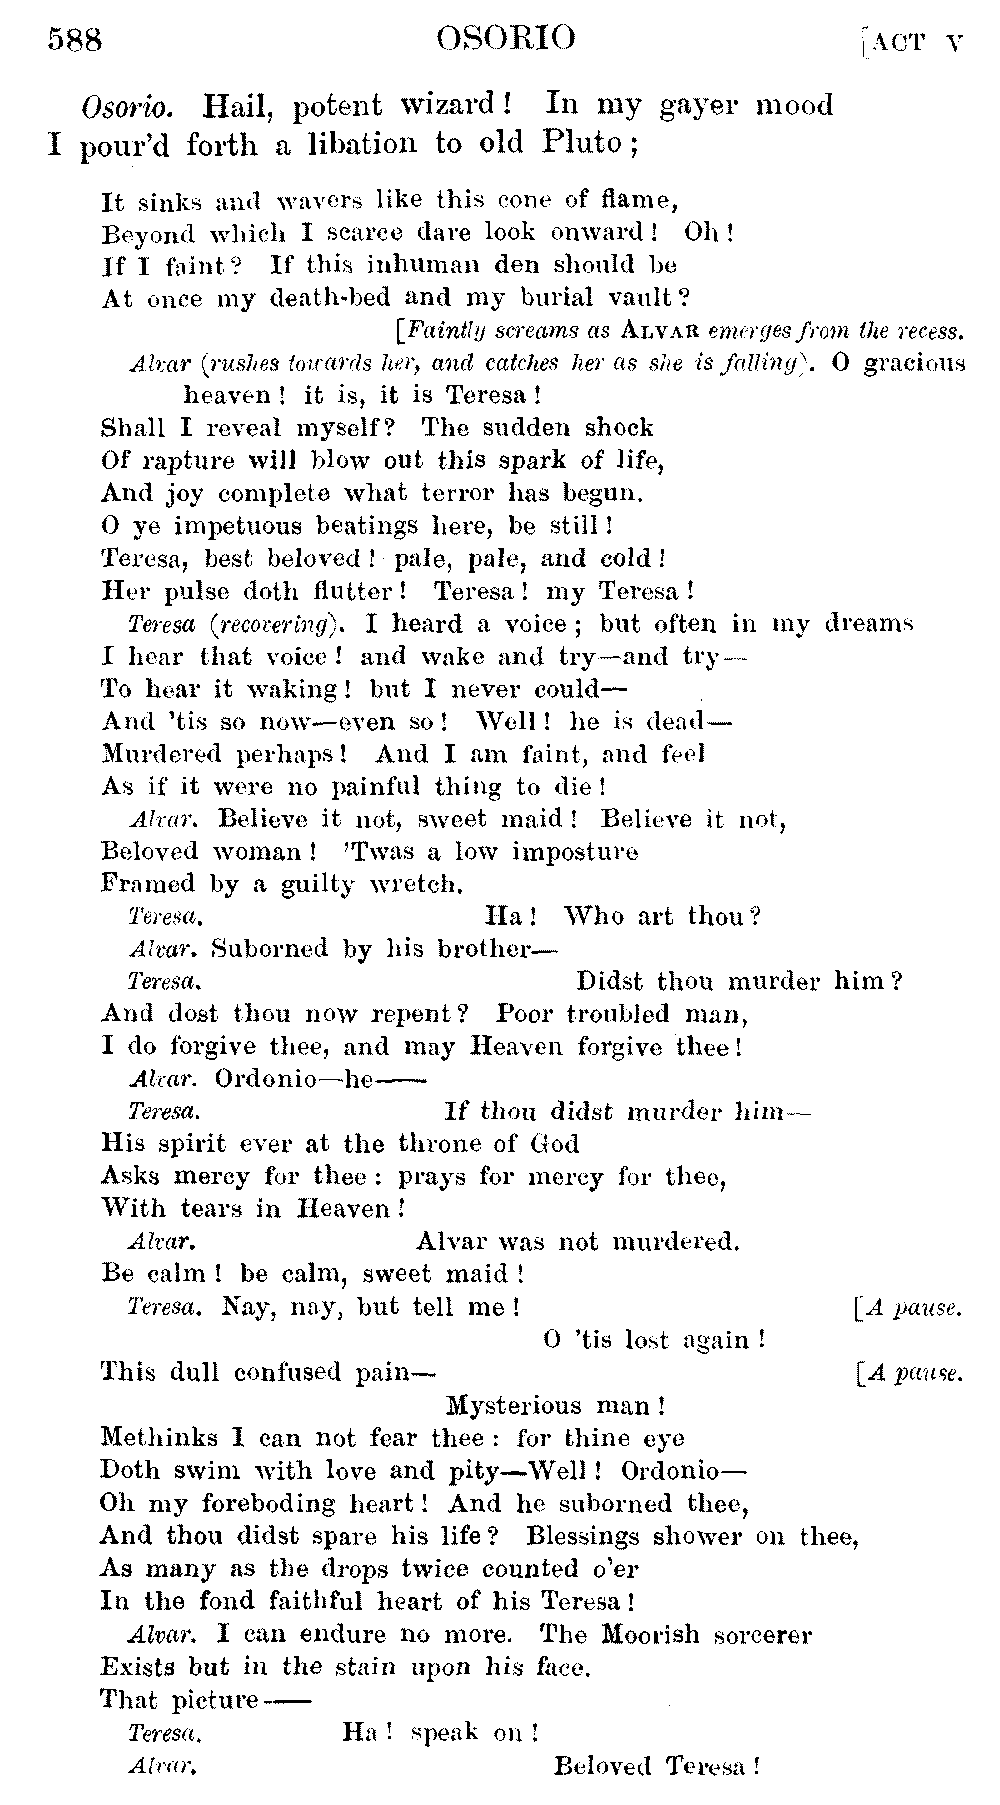 588 OSORIO [ACT V
Osorio. Hail, potent wizard! In my gayer mood
I pour'd forth a libation to old Pluto;
It sinks and wavers like this cone of flame,
Beyond which I scarce dare look onward! Oh!
If I faint? If this inhuman den should be
At once my death-bed and my burial vault?
[Faintly screams as ALVAR emerges from the recess.
Alvar (rushes towards her, and catches her as she is falling). O gracious
heaven! it is, it is Teresa!
Shall I reveal myself? The sudden shock
Of rapture will blow out this spark of life,
And joy complete what terror has begun.
O ye impetuous beatings here, be still!
Teresa, best beloved! pale, pale, and cold!
Her pulse doth flutter! Teresa! my Teresa!
Teresa (recovering). I heard a voice; but often in my dreams
I hear that voice! and wake and try—and try—
To hear it waking! but I never could—
And 'tis so now—even so! Well! he is dead—
Murdered perhaps! And I am faint, and feel
As if it were no painful thing to die!
Alvar. Believe it not, sweet maid! Believe it not,
Beloved woman! 'Twas a low imposture
Framed by a guilty wretch.
Teresa. Ha! Who art thou?
Alvar. Suborned by his brother—
Teresa. Didst thou murder him?
And dost thou now repent? Poor troubled man,
I do forgive thee, and may Heaven forgive thee!
Alvar. Ordonio—he——
Teresa. If thou didst murder him—
His spirit ever at the throne of God
Asks mercy for thee: prays for mercy for thee,
With tears in Heaven!
Alvar. Alvar was not murdered.
Be calm! be calm, sweet maid!
Teresa. Nay, nay, but tell me! [A pause.
O 'tis lost again!
This dull confused pain— [A pause.
Mysterious man!
Methinks I can not fear thee: for thine eye
Doth swim with love and pity—Well! Ordonio—
Oh my foreboding heart! And he suborned thee,
And thou didst spare his life? Blessings shower on thee,
As many as the drops twice counted o'er
In the fond faithful heart of his Teresa!
Alvar. I can endure no more. The Moorish sorcerer
Exists but in the stain upon his face.
That picture——
Teresa. Ha! speak on!
Alvar. Beloved Teresa!